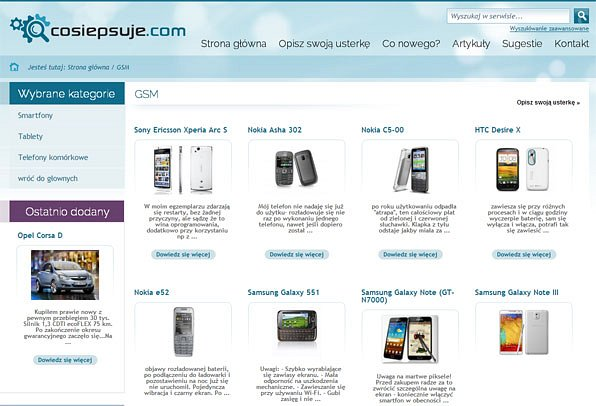 cosiepsuje.com
Wyszukaj w serwisie...
Wyszukiwanie zaawansowane
Strona główna Opisz swoją usterkę Co nowego? Artykuły Sugestie Kontakt
Jesteś tutaj: Strona główna / GSM
Wybrane kategorie
Smartfony
Tablety
Telefony komórkowe
wróć do głownych
Ostatnio dodany
Opel Corsa D
Kupiłem prawie nowy z
pewnym przebiegiem 30 tys.
Silnik 1,3 CDTI ecoFLEX 75 km.
Po zakończeniu okresu
gwarancyjnego zaczęło się...Na
...
Dowiedz się więcej
GSM
Opisz swoją usterkę »
Sony Ericsson Xperia Arc S
W moim egzemplarzu zdarzają
się restarty, bez żadnej
przyczyny, ale sądzę że to
wina oprogramowania,
dodatkowo przy korzystaniu
np z ...
Dowiedz się więcej
Nokia Asha 302
Mój telefon nie nadaję się już
do użytku- rozładowuje się nie
raz po wykonaniu jednego
telefonu, nawet jeśli dopiero
został ...
Dowiedz się więcej
Nokia C5-00
po roku użytkowaniu odpadła
"atrapa", ten całościowy płat
od zielonej i czerwonej
słuchawki. Klapka z tyłu
odstaje jakby miała za ...
Dowiedz się więcej
HTC Desire X
zawiesza się przy różnych
procesach i w ciągu godziny
wyczerpie baterię, sam się
wyłącza i włącza, potrafi tak
się zawiesić ...
Dowiedz się więcej
Nokia e52
objawy rozładowanej baterii,
po podłączeniu do ładowarki i
pozostawieniu na noc już się
nie uruchomił. Pojedyncza
wibracja i czarny ekran. Po ...
Samsung Galaxy 551
Uwagi: - Szybko wyrabiające
się zawiasy ekranu. - Mała
odporność na uszkodzenia
mechaniczne. - Zawieszanie się
przy używaniu Wi-Fi. - Gubi
zasięg i nie ...
Samsung Galaxy Note (GT-
N7000)
Uwaga na martwe piksele!
Przed zakupem radze za to
zwrócić szczególna uwagę na
ekran - koniecznie włączyć
smartfon w obecności ...
Samsung Galaxy Note III